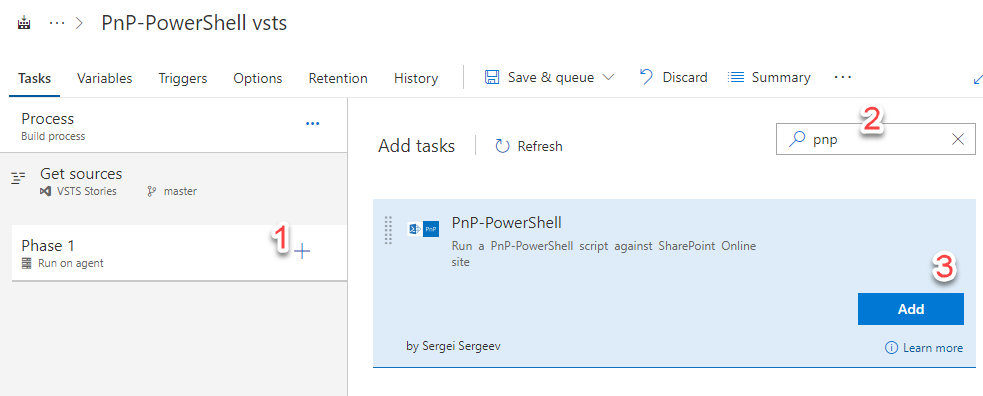 PnP-PowerShell vsts
Tasks Variables Triggers Options Retention History Save & queue Discard Summary
Process
Build process
Get sources
VSTS Stories master
Phase 1
Run on agent
1
2
Add tasks Refresh pnp
PnP
PnP-PowerShell
Run a PnP-PowerShell script against SharePoint Online
site
3
Add
by Sergei Sergeev Learn more